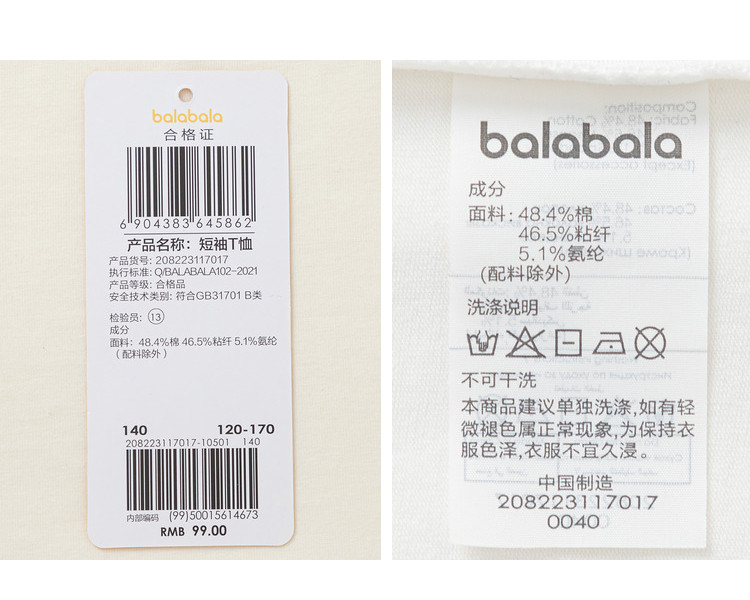 balabala
合格证
6 904383 645862
产品名称：短袖T恤
产品货号: 208223117017
执行标准: Q/BALABALA102-2021
产品等级: 合格品
安全技术类别: 符合GB31701 B类
检验员: 13
成分
面料: 48.4%棉 46.5%粘纤 5.1%氨纶
(配料除外)
140 120-170
208223117017-10501 140
内部编码 (99)50015614673
RMB 99.00
balabala
成分
面料: 48.4%棉
46.5%粘纤
5.1%氨纶
(配料除外)
洗涤说明
不可干洗
本商品建议单独洗涤,如有轻
微褪色属正常现象,为保持衣
服色泽,衣服不宜久浸。
中国制造
208223117017
0040